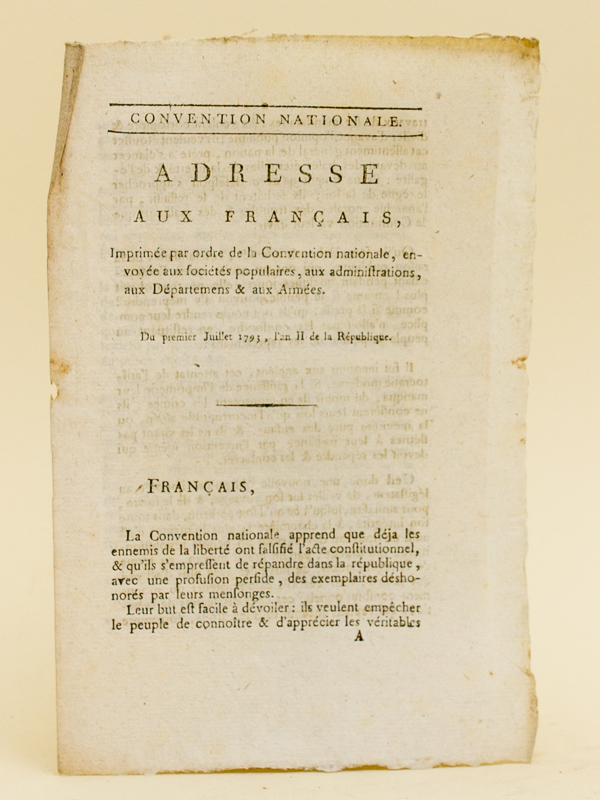 CONVENTION NATIONALE.
ADRESSE
AUX FRANÇAIS,
Imprimée par ordre de la Convention nationale, en-
voyée aux ſociétés populaires, aux adminiſtrations,
aux Départemens & aux Armées.
Du premier Juillet 1793, l'an II de la République.
FRANÇAIS,
La Convention nationale apprend que déja les
ennemis de la liberté ont falſifié l'acte conſtitutionnel,
& qu'ils s'empreſſent de répandre dans la république,
avec une profuſion perfide, des exemplaires désho-
norés par leurs menſonges.
Leur but eſt facile à dévoiler : ils veulent empêcher
le peuple de connoître & d'apprécier les véritables
A